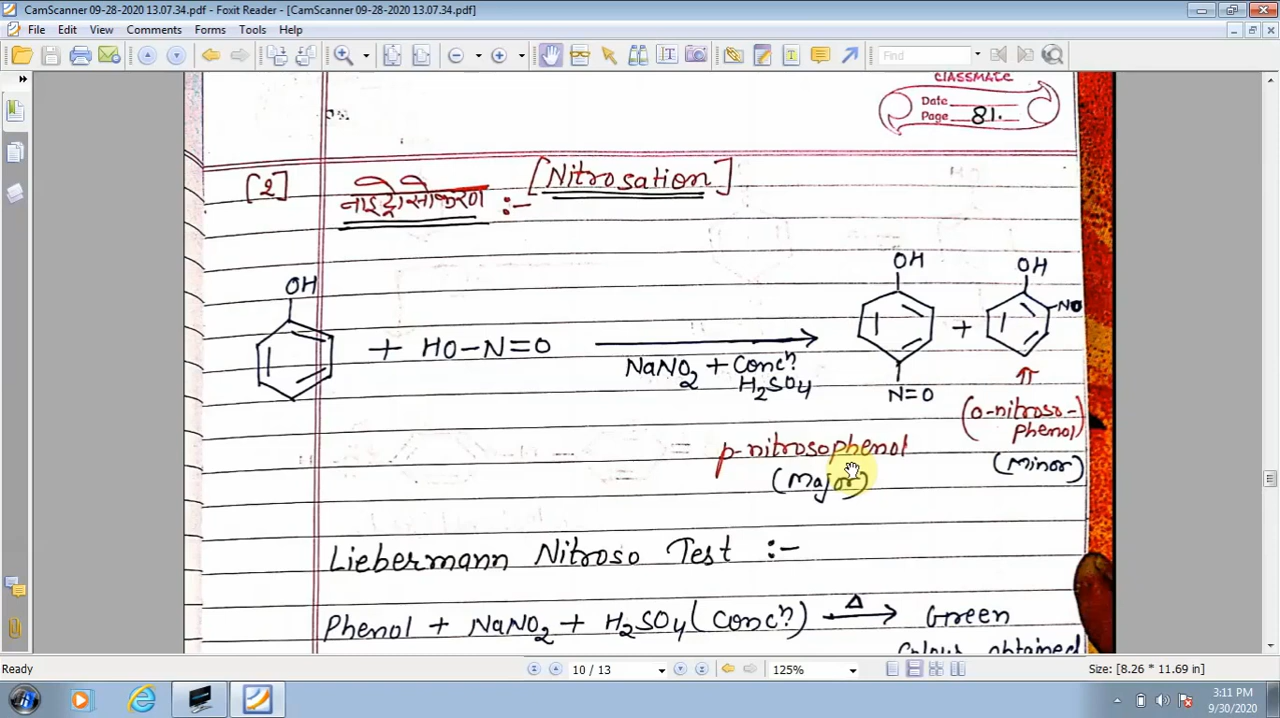 CamScanner 09-28-2020 13.07.34.pdf - Foxit Reader - [CamScanner 09-28-2020 13.07.34.pdf]
File Edit View Comments Forms Tools Help
Find
CLASSMATE
Date
Page 81.
[2] नाइट्रोसोकरण :- [Nitrosation]
OH
+ HO-N=O
NaNO2 + Concn
H2SO4
OH
N=O
+
OH
NO
p-nitrosophenol
(Major)
(o-nitroso-
phenol)
(Minor)
Liebermann Nitroso Test :-
Phenol + NaNO2 + H2SO4 (Concn) Δ Green
Colour obtained
Ready
10 / 13
125%
Size: [8.26 * 11.69 in]
3:11 PM
9/30/2020